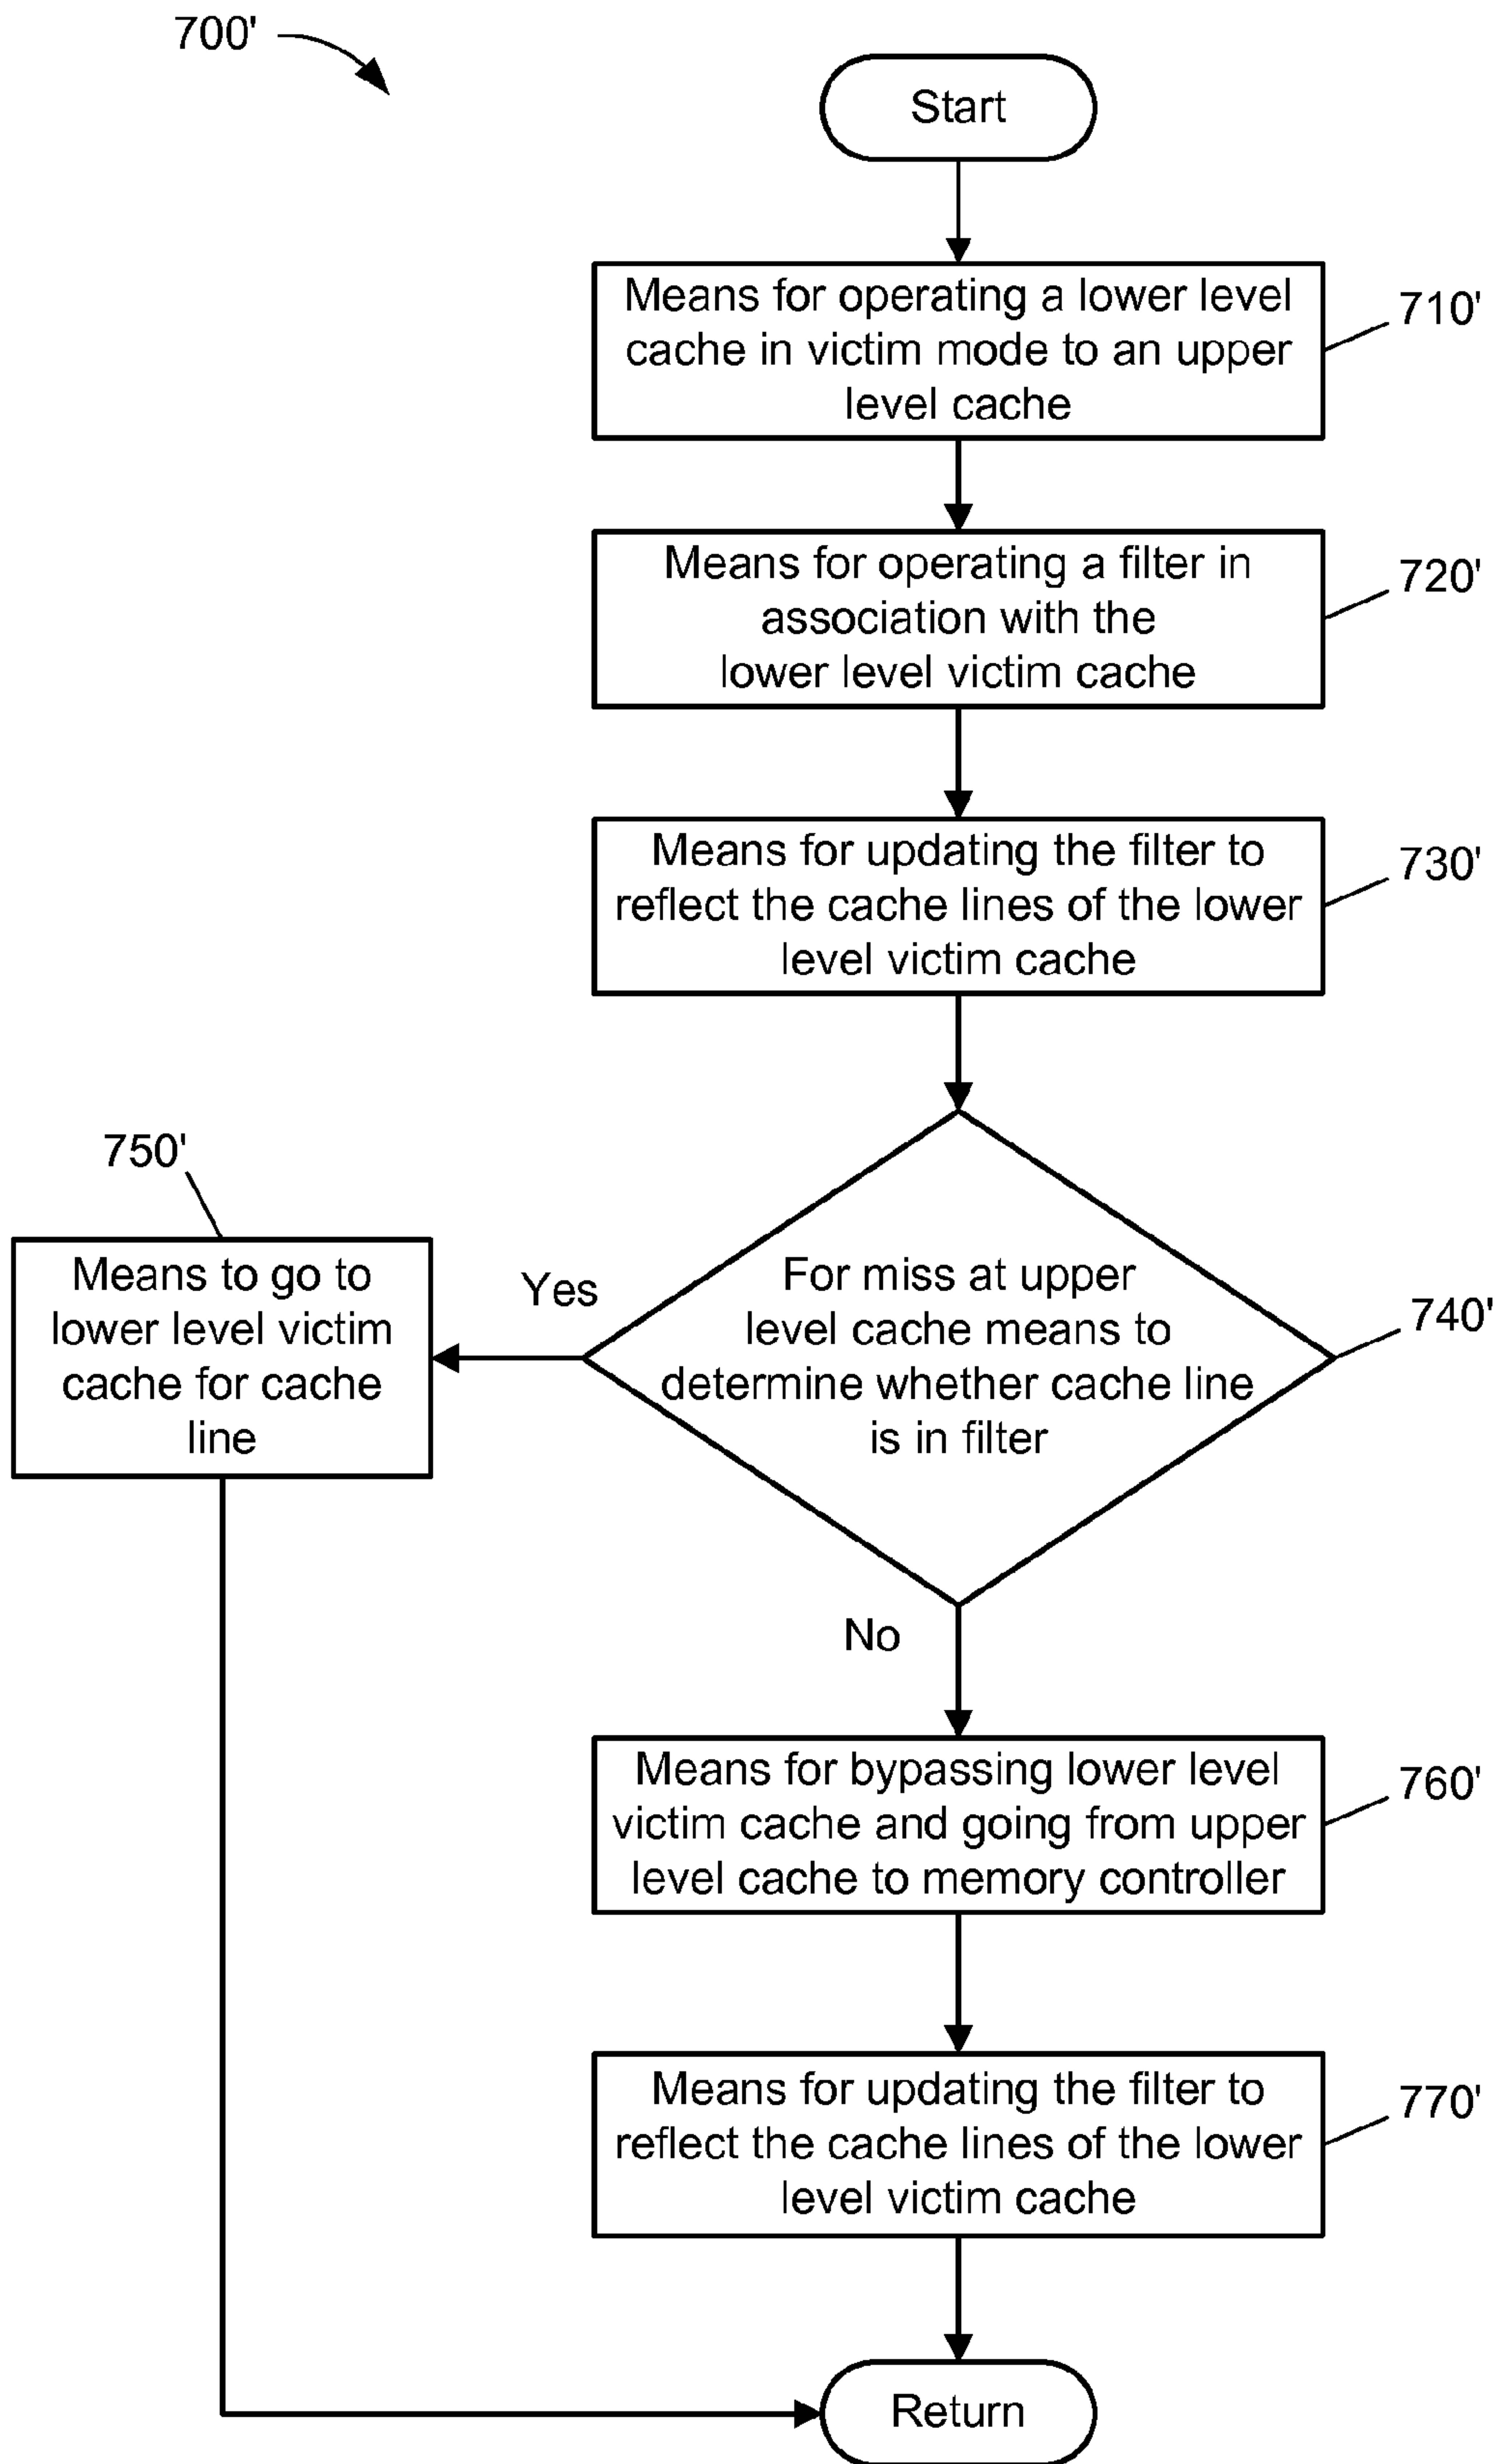 700'
Start
Means for operating a lower level
cache in victim mode to an upper
level cache
710'
Means for operating a filter in
association with the
lower level victim cache
720'
Means for updating the filter to
reflect the cache lines of the lower
level victim cache
730'
For miss at upper
level cache means to
determine whether cache line
is in filter
740'
Yes
750'
Means to go to
lower level victim
cache for cache
line
No
Means for bypassing lower level
victim cache and going from upper
level cache to memory controller
760'
Means for updating the filter to
reflect the cache lines of the lower
level victim cache
770'
Return